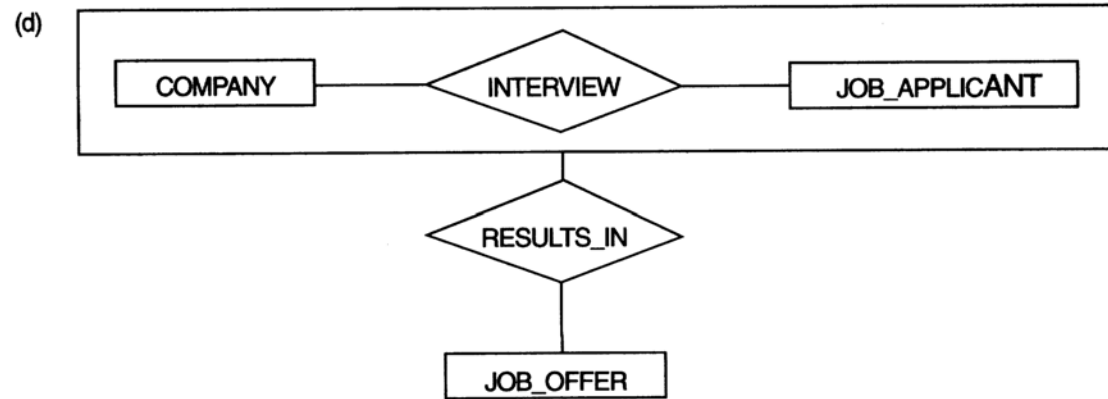 (d)
COMPANY INTERVIEW JOB_APPLICANT
RESULTS_IN
JOB_OFFER